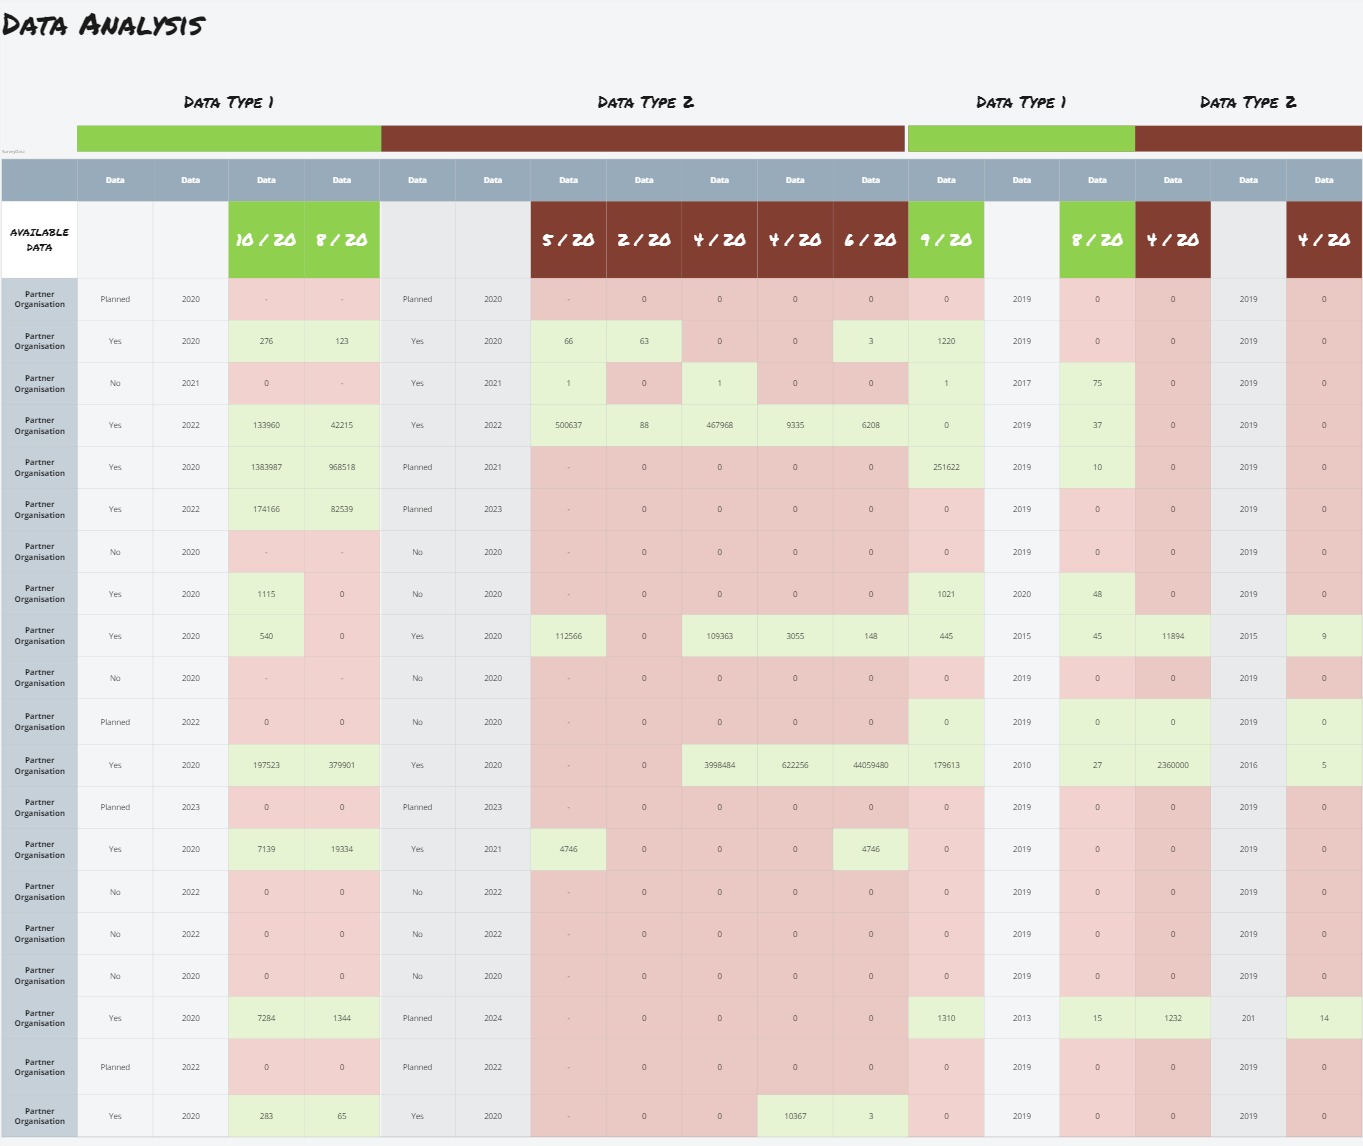 Data Analysis
Data Type 1 Data Type 2 Data Type 1 Data Type 2
SurveyData
Data Data Data Data Data Data Data Data Data Data Data Data Data Data Data Data Data
AVAILABLE
DATA
10 / 20 8 / 20 5 / 20 2 / 20 4 / 20 4 / 20 6 / 20 9 / 20 8 / 20 4 / 20 4 / 20
Partner
Organisation
Planned 2020 - - Planned 2020 - 0 0 0 0 0 2019 0 0 2019 0
Partner
Organisation
Yes 2020 276 123 Yes 2020 66 63 0 0 3 1220 2019 0 0 2019 0
Partner
Organisation
No 2021 0 - Yes 2021 1 0 1 0 0 1 2017 75 0 2019 0
Partner
Organisation
Yes 2022 133960 42215 Yes 2022 500637 88 467968 9335 6208 0 2019 37 0 2019 0
Partner
Organisation
Yes 2020 1383987 968518 Planned 2021 - 0 0 0 0 251622 2019 10 0 2019 0
Partner
Organisation
Yes 2022 174166 82539 Planned 2023 - 0 0 0 0 0 2019 0 0 2019 0
Partner
Organisation
No 2020 - - No 2020 - 0 0 0 0 0 2019 0 0 2019 0
Partner
Organisation
Yes 2020 1115 0 No 2020 - 0 0 0 0 1021 2020 48 0 2019 0
Partner
Organisation
Yes 2020 540 0 Yes 2020 112566 0 109363 3055 148 445 2015 45 11894 2015 9
Partner
Organisation
No 2020 - - No 2020 - 0 0 0 0 0 2019 0 0 2019 0
Partner
Organisation
Planned 2022 0 0 No 2020 - 0 0 0 0 0 2019 0 0 2019 0
Partner
Organisation
Yes 2020 197523 379901 Yes 2020 - 0 3998484 622256 44059480 179613 2010 27 2360000 2016 5
Partner
Organisation
Planned 2023 0 0 Planned 2023 - 0 0 0 0 0 2019 0 0 2019 0
Partner
Organisation
Yes 2020 7139 19334 Yes 2021 4746 0 0 0 4746 0 2019 0 0 2019 0
Partner
Organisation
No 2022 0 0 No 2022 - 0 0 0 0 0 2019 0 0 2019 0
Partner
Organisation
No 2022 0 0 No 2022 - 0 0 0 0 0 2019 0 0 2019 0
Partner
Organisation
No 2020 0 0 No 2020 - 0 0 0 0 0 2019 0 0 2019 0
Partner
Organisation
Yes 2020 7284 1344 Planned 2024 - 0 0 0 0 1310 2013 15 1232 201 14
Partner
Organisation
Planned 2022 0 0 Planned 2022 - 0 0 0 0 0 2019 0 0 2019 0
Partner
Organisation
Yes 2020 283 65 Yes 2020 - 0 0 10367 3 0 2019 0 0 2019 0